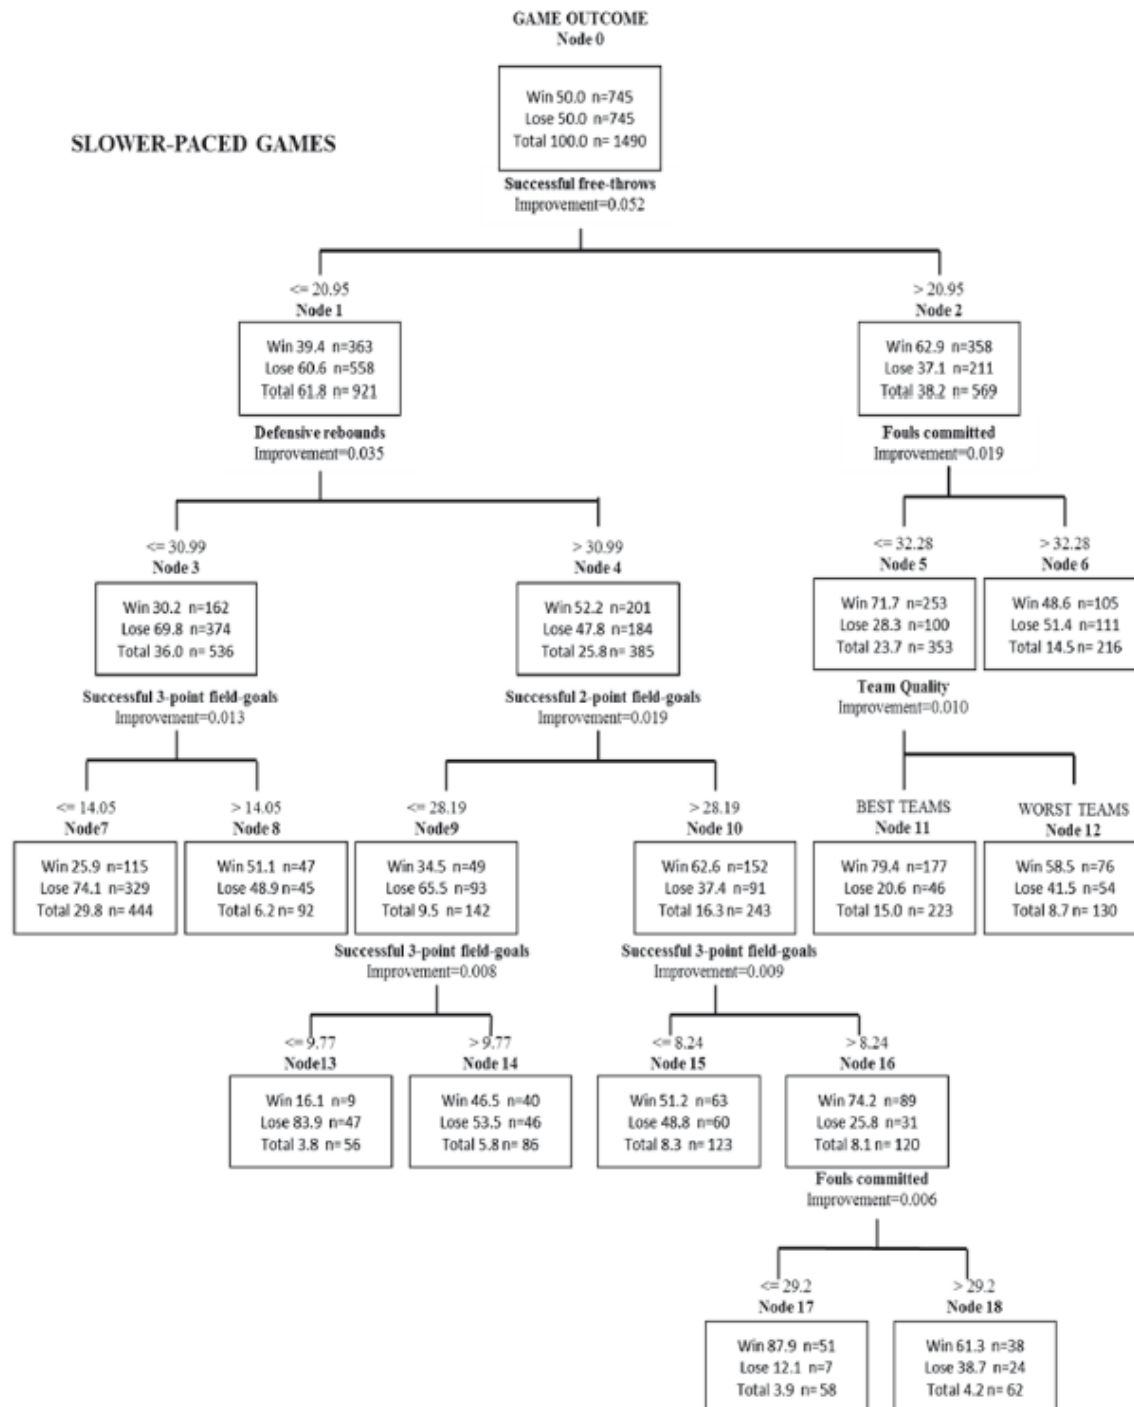 GAME OUTCOME
Node 0
Win 50.0 n=745
Lose 50.0 n=745
Total 100.0 n= 1490
SLOWER-PACED GAMES
Successful free-throws
Improvement=0.052
<= 20.95
Node 1
Win 39.4 n=363
Lose 60.6 n=558
Total 61.8 n= 921
Defensive rebounds
Improvement=0.035
> 20.95
Node 2
Win 62.9 n=358
Lose 37.1 n=211
Total 38.2 n= 569
Fouls committed
Improvement=0.019
<= 30.99
Node 3
Win 30.2 n=162
Lose 69.8 n=374
Total 36.0 n= 536
Successful 3-point field-goals
Improvement=0.013
> 30.99
Node 4
Win 52.2 n=201
Lose 47.8 n=184
Total 25.8 n= 385
Successful 2-point field-goals
Improvement=0.019
<= 32.28
Node 5
Win 71.7 n=253
Lose 28.3 n=100
Total 23.7 n= 353
Team Quality
Improvement=0.010
> 32.28
Node 6
Win 48.6 n=105
Lose 51.4 n=111
Total 14.5 n= 216
<= 14.05
Node7
Win 25.9 n=115
Lose 74.1 n=329
Total 29.8 n= 444
> 14.05
Node 8
Win 51.1 n=47
Lose 48.9 n=45
Total 6.2 n= 92
<= 28.19
Node9
Win 34.5 n=49
Lose 65.5 n=93
Total 9.5 n= 142
Successful 3-point field-goals
Improvement=0.008
> 28.19
Node 10
Win 62.6 n=152
Lose 37.4 n=91
Total 16.3 n= 243
Successful 3-point field-goals
Improvement=0.009
BEST TEAMS
Node 11
Win 79.4 n=177
Lose 20.6 n=46
Total 15.0 n= 223
WORST TEAMS
Node 12
Win 58.5 n=76
Lose 41.5 n=54
Total 8.7 n= 130
<= 9.77
Node13
Win 16.1 n=9
Lose 83.9 n=47
Total 3.8 n= 56
> 9.77
Node 14
Win 46.5 n=40
Lose 53.5 n=46
Total 5.8 n= 86
<= 8.24
Node 15
Win 51.2 n=63
Lose 48.8 n=60
Total 8.3 n= 123
> 8.24
Node 16
Win 74.2 n=89
Lose 25.8 n=31
Total 8.1 n= 120
Fouls committed
Improvement=0.006
<= 29.2
Node 17
Win 87.9 n=51
Lose 12.1 n=7
Total 3.9 n= 58
> 29.2
Node 18
Win 61.3 n=38
Lose 38.7 n=24
Total 4.2 n= 62